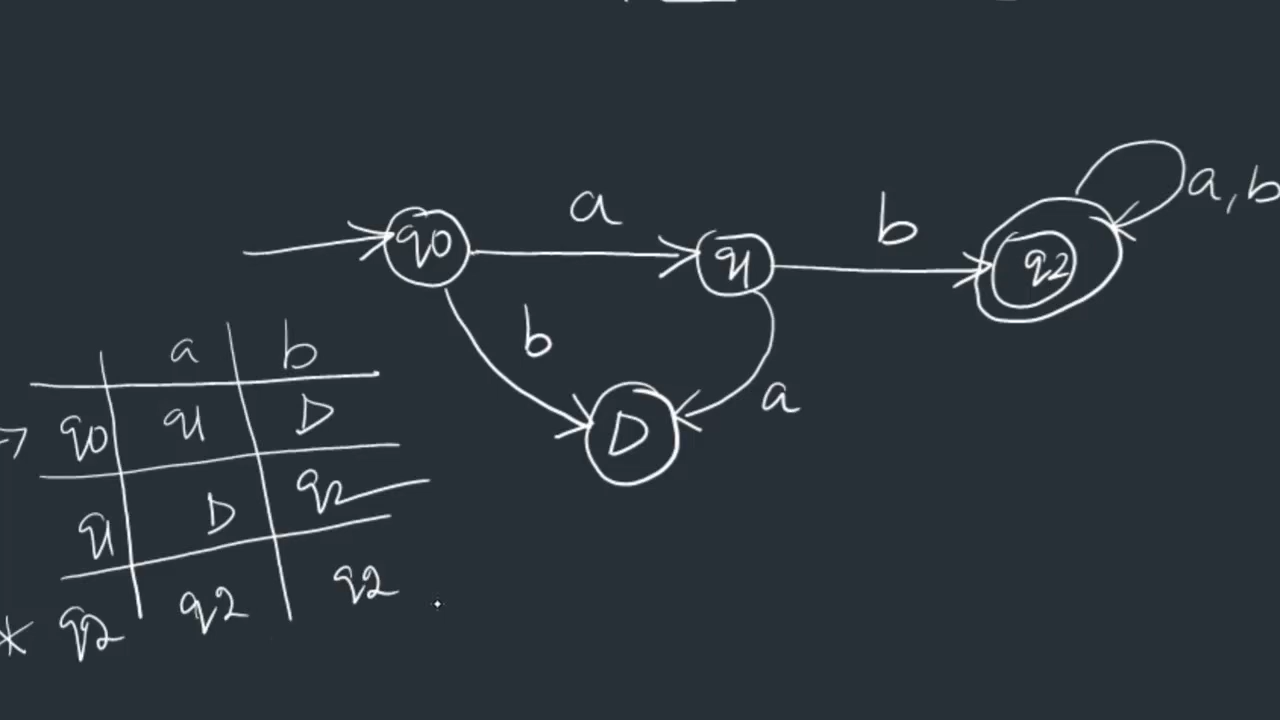 a, b
a
b
q0
q1
q2
b
a
D
a b
→ q0 q1 D
q1 D q2
* q2 q2 q2